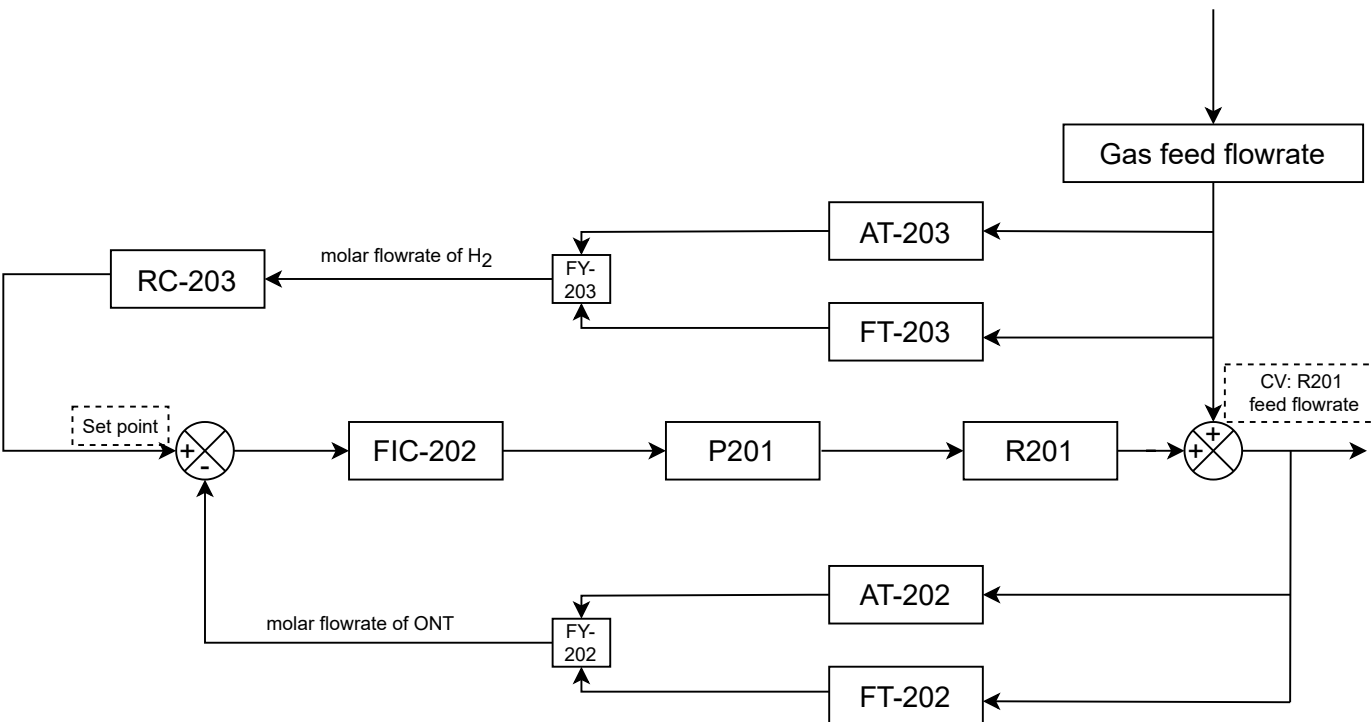 Gas feed flowrate
AT-203
molar flowrate of H2
FY-
203
RC-203
FT-203
CV: R201
feed flowrate
Set point
+
+
-
FIC-202
P201
R201
-
+
AT-202
molar flowrate of ONT
FY-
202
FT-202